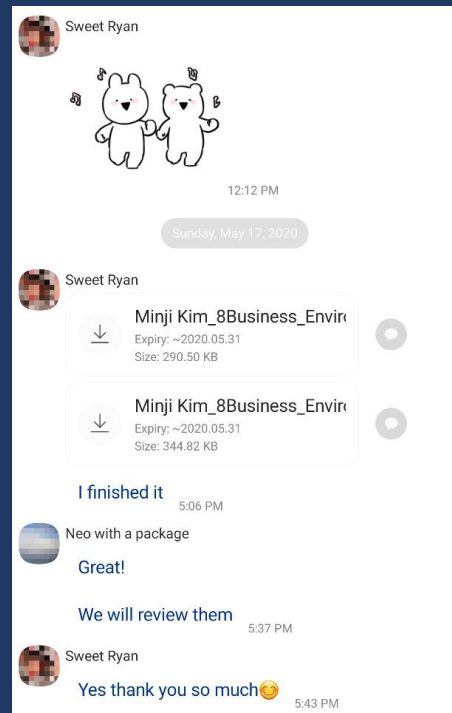 Sweet Ryan
12:12 PM
Sunday, May 17, 2020
Sweet Ryan
Minji Kim_8Business_Envir
Expiry: ~2020.05.31
Size: 290.50 KB
Minji Kim_8Business_Envir
Expiry: ~2020.05.31
Size: 344.82 KB
I finished it
5:06 PM
Neo with a package
Great!
We will review them
5:37 PM
Sweet Ryan
Yes thank you so much😊
5:43 PM